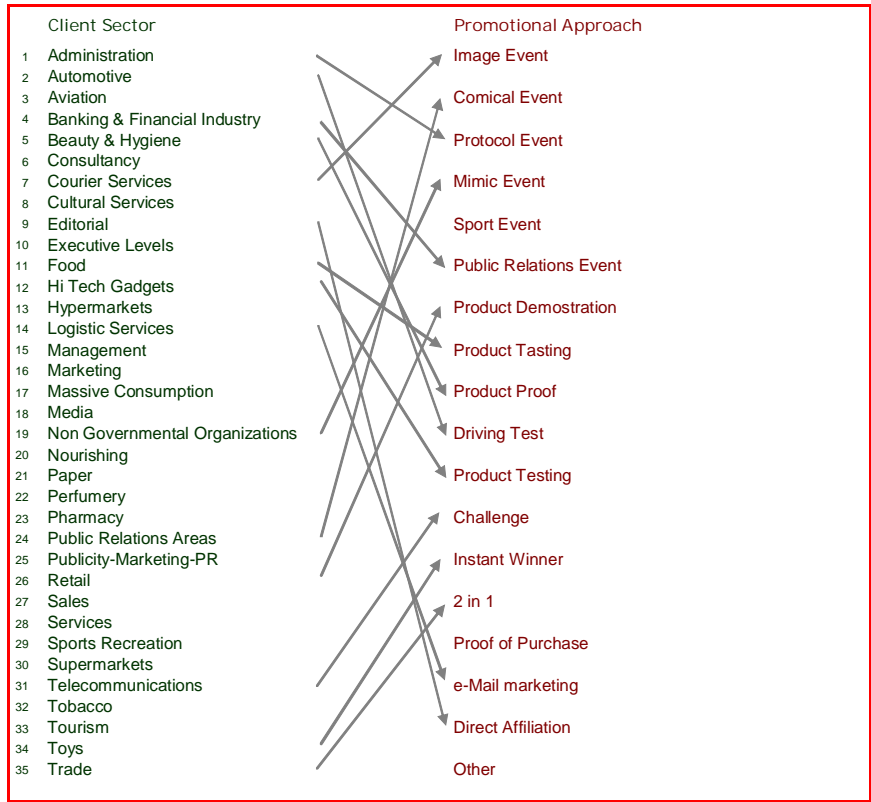 Client Sector Promotional Approach
1 Administration Image Event
2 Automotive
3 Aviation Comical Event
4 Banking & Financial Industry
5 Beauty & Hygiene Protocol Event
6 Consultancy
7 Courier Services Mimic Event
8 Cultural Services
9 Editorial Sport Event
10 Executive Levels
11 Food Public Relations Event
12 Hi Tech Gadgets
13 Hypermarkets Product Demostration
14 Logistic Services
15 Management Product Tasting
16 Marketing
17 Massive Consumption Product Proof
18 Media
19 Non Governmental Organizations Driving Test
20 Nourishing
21 Paper Product Testing
22 Perfumery
23 Pharmacy Challenge
24 Public Relations Areas
25 Publicity-Marketing-PR Instant Winner
26 Retail
27 Sales 2 in 1
28 Services
29 Sports Recreation Proof of Purchase
30 Supermarkets
31 Telecommunications e-Mail marketing
32 Tobacco
33 Tourism Direct Affiliation
34 Toys
35 Trade Other